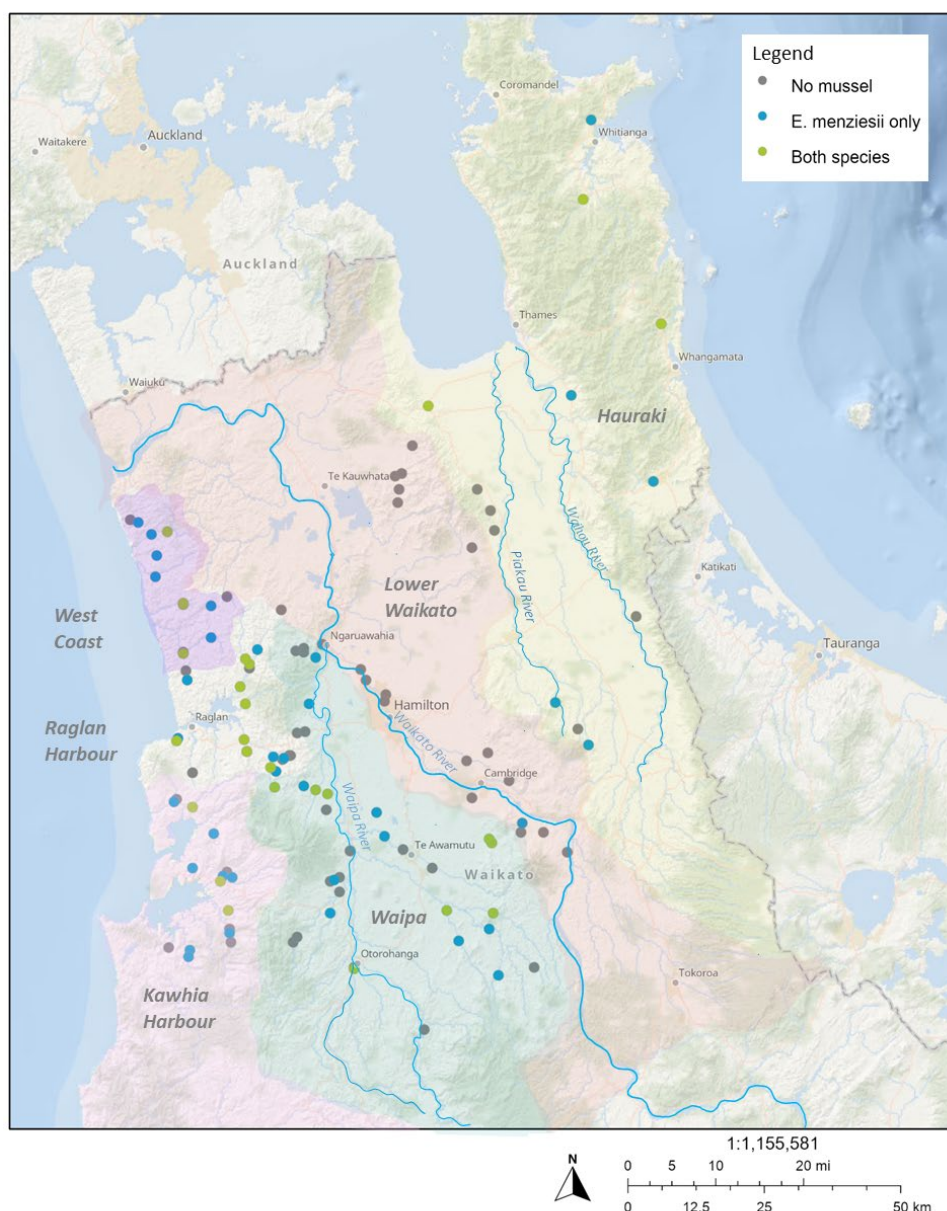 Legend
No mussel
E. menziesii only
Both species
Coromandel
Whitianga
Waitakere
Auckland
Auckland
Thames
Whangamata
Waiuku
Hauraki
Te Kauwhata
Waihou River
Piakau River
Katikati
Lower
Waikato
West
Coast
Ngaruawahia
Tauranga
Hamilton
Raglan
Raglan
Harbour
Waikato River
Cambridge
Waipa River
Te Awamutu
Waikato
Waipa
Otorohanga
Tokoroa
Kawhia
Harbour
1:1,155,581
N
0 5 10 20 mi
0 12.5 25 50 km